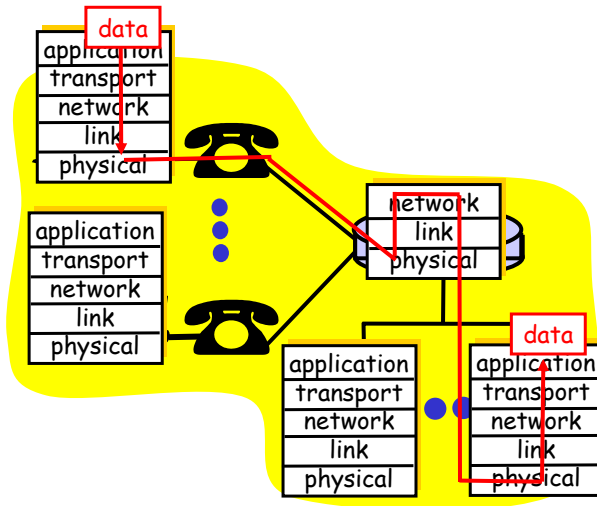 data
application
transport
network
link
physical
application
transport
network
link
physical
network
link
physical
application
transport
network
link
physical
data
application
transport
network
link
physical